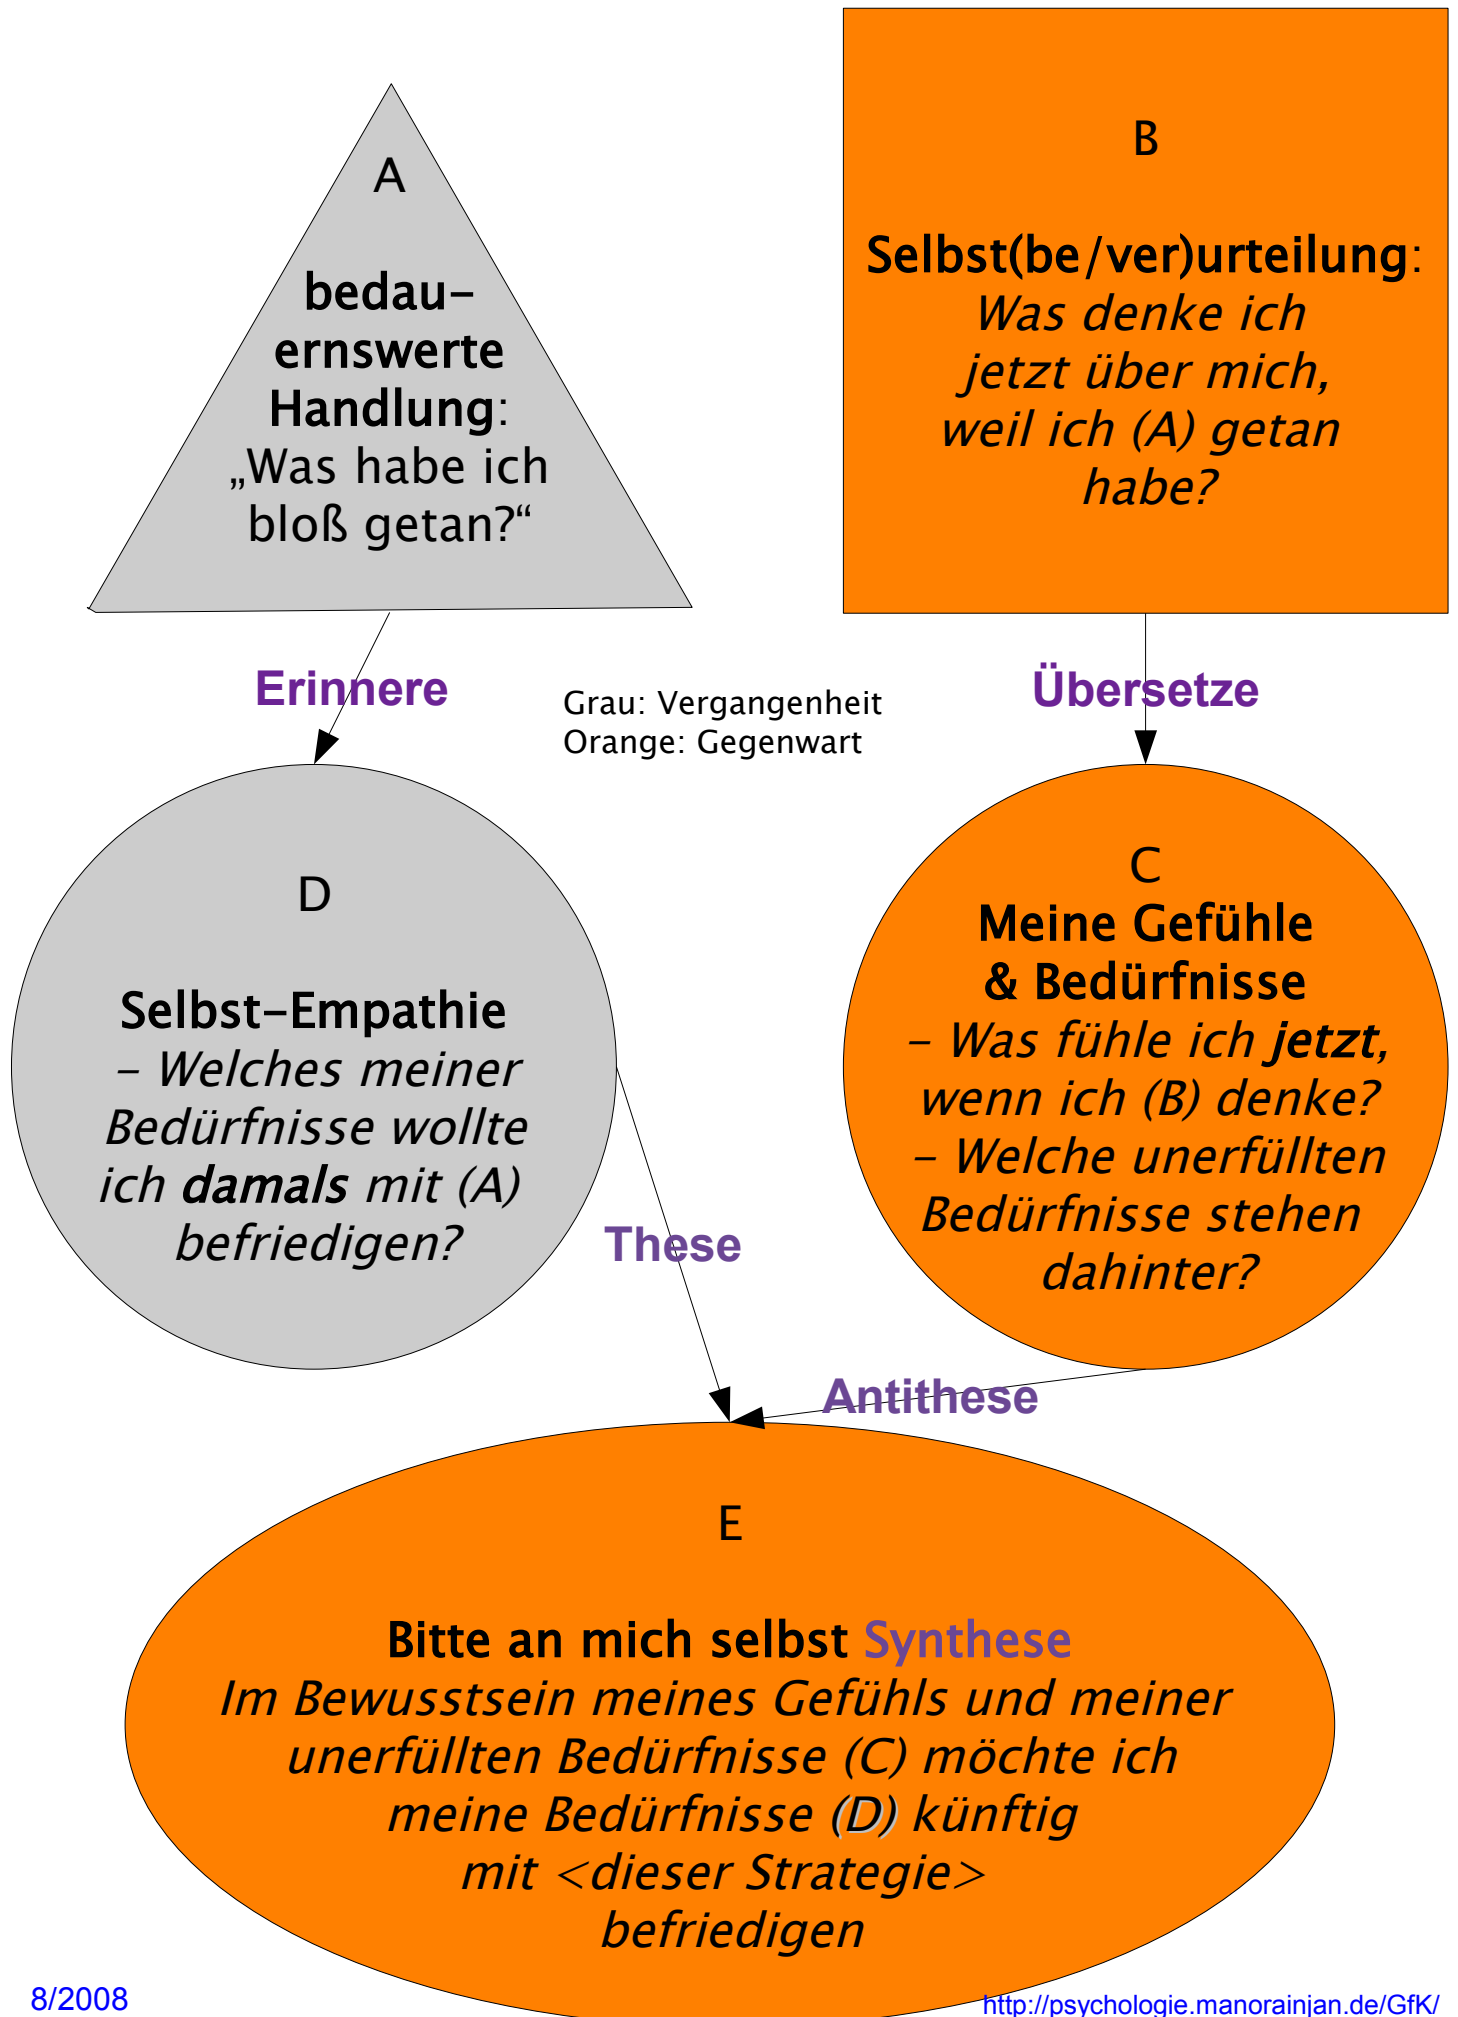 A
bedau–
ernswerte
Handlung:
„Was habe ich
bloß getan?“
B
Selbst(be/ver)urteilung:
Was denke ich
jetzt über mich,
weil ich (A) getan
habe?
Erinnere
Grau: Vergangenheit
Orange: Gegenwart
Übersetze
D
Selbst–Empathie
– Welches meiner
Bedürfnisse wollte
ich damals mit (A)
befriedigen?
C
Meine Gefühle
& Bedürfnisse
– Was fühle ich jetzt,
wenn ich (B) denke?
– Welche unerfüllten
Bedürfnisse stehen
dahinter?
These
Antithese
E
Bitte an mich selbst Synthese
Im Bewusstsein meines Gefühls und meiner
unerfüllten Bedürfnisse (C) möchte ich
meine Bedürfnisse (D) künftig
mit <dieser Strategie>
befriedigen
8/2008
http://psychologie.manorainjan.de/GfK/